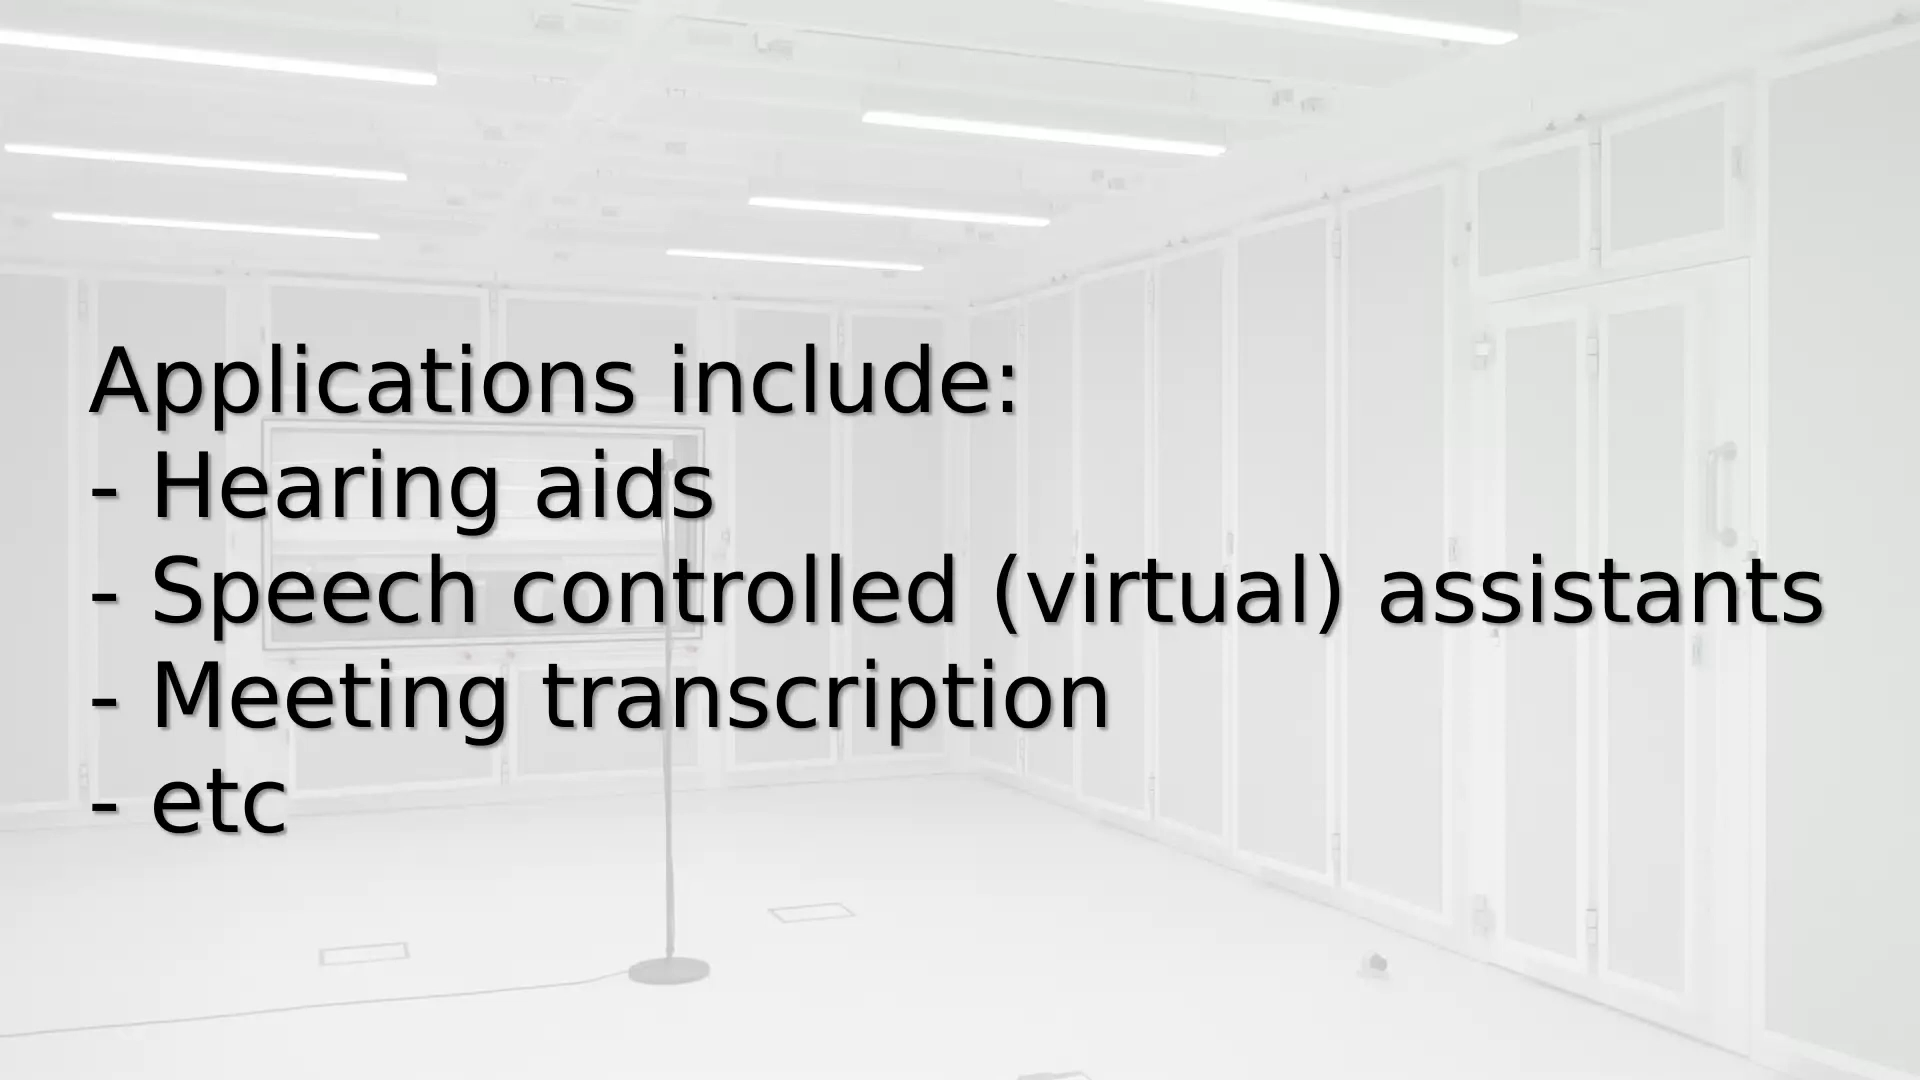 Applications include:
- Hearing aids
- Speech controlled (virtual) assistants
- Meeting transcription
- etc